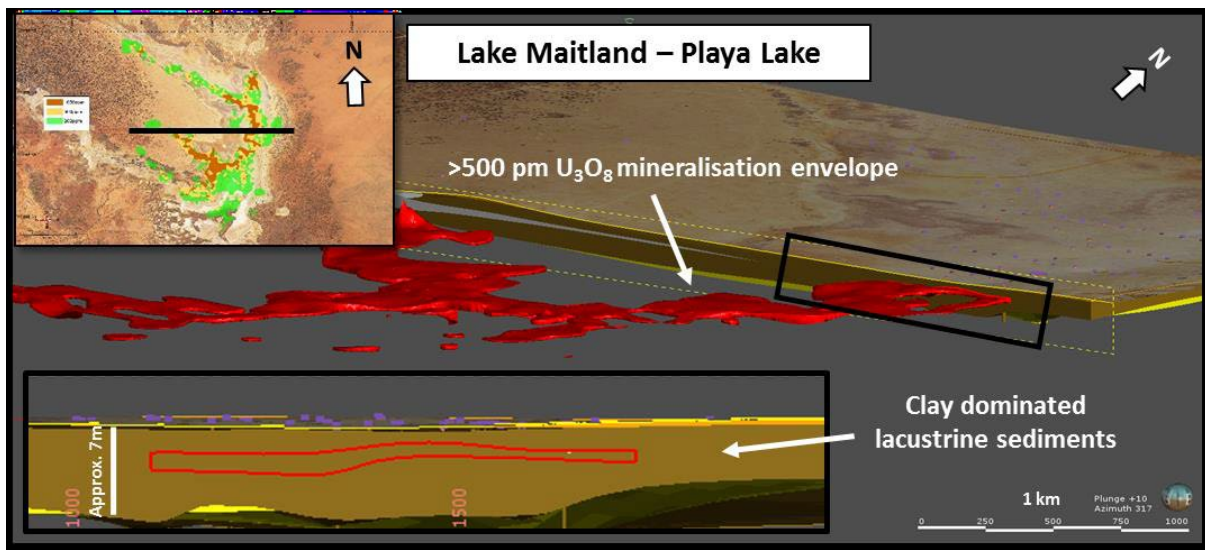 N
Lake Maitland – Playa Lake
N
>500 pm U₃O₈ mineralisation envelope
Clay dominated
lacustrine sediments
Approx. 7m
1000
1500
1 km
Plunge +10
Azimuth 317
0 250 500 750 1000